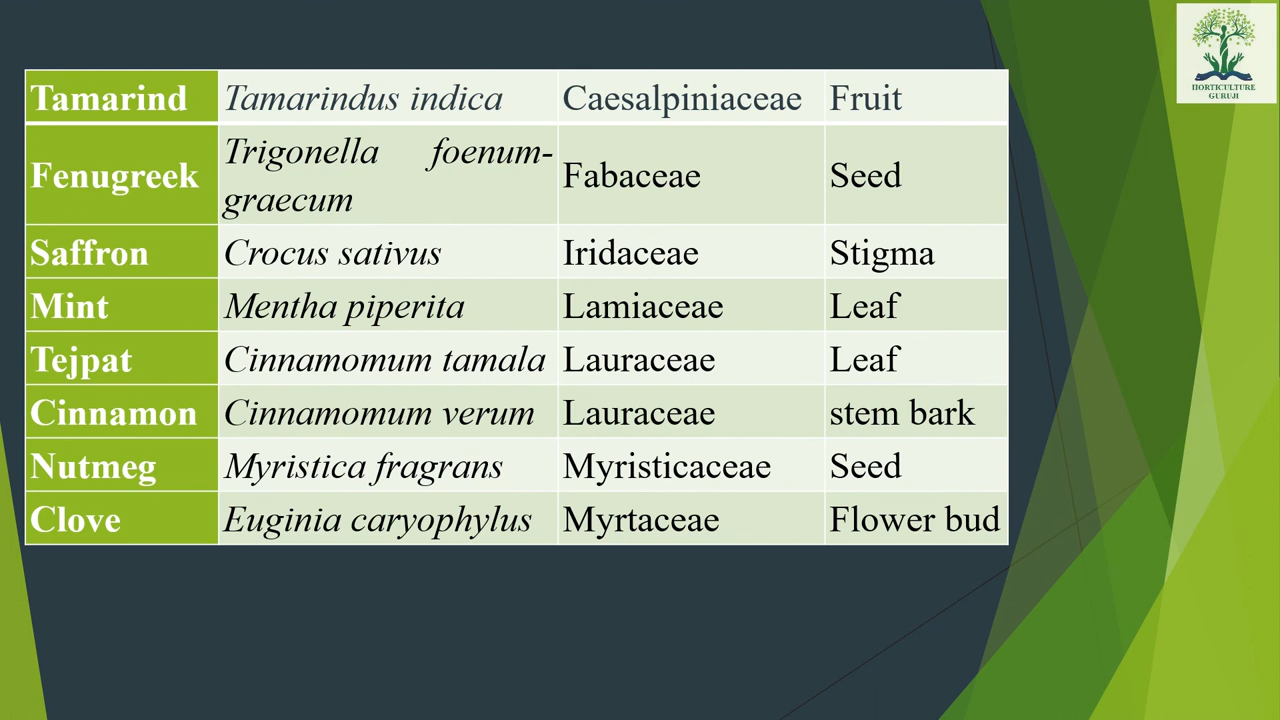 HORTICULTURE
GURUJI
Tamarind Tamarindus indica Caesalpiniaceae Fruit
Fenugreek Trigonella foenum-
graecum Fabaceae Seed
Saffron Crocus sativus Iridaceae Stigma
Mint Mentha piperita Lamiaceae Leaf
Tejpat Cinnamomum tamala Lauraceae Leaf
Cinnamon Cinnamomum verum Lauraceae stem bark
Nutmeg Myristica fragrans Myristicaceae Seed
Clove Euginia caryophylus Myrtaceae Flower bud